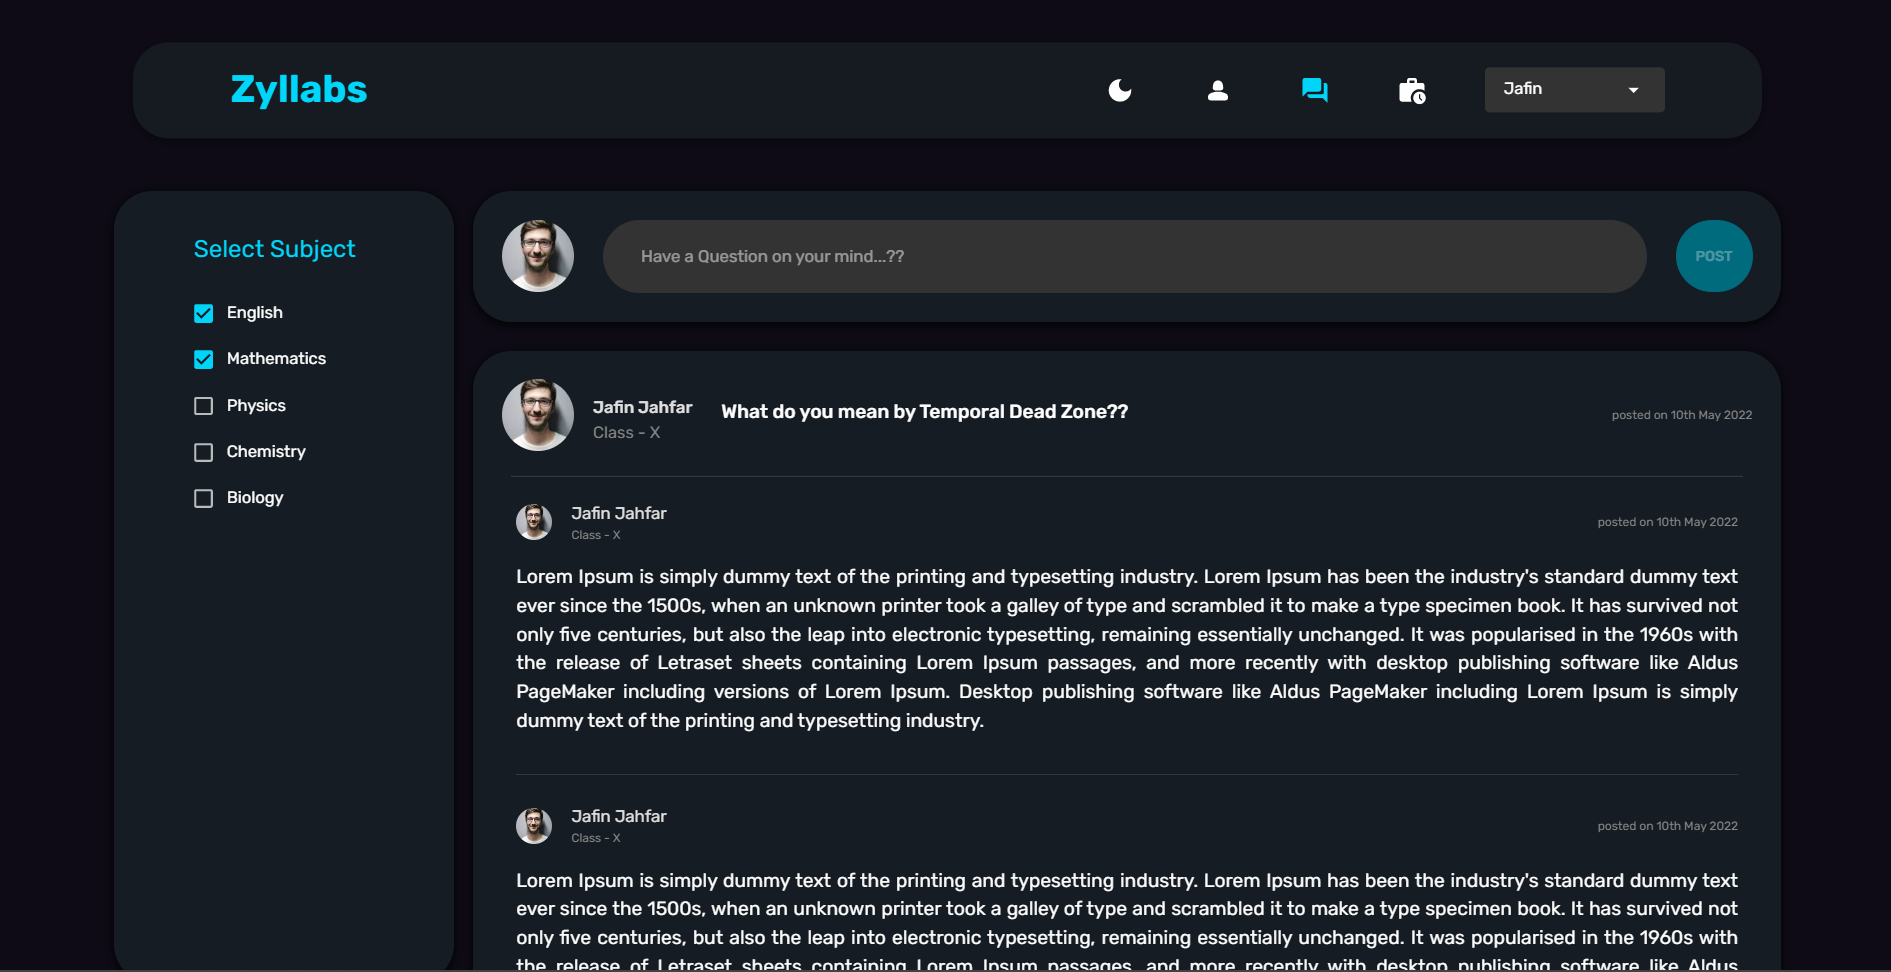 Zyllabs
Jafin
Select Subject
English
Mathematics
Physics
Chemistry
Biology
Have a Question on your mind...??
POST
Jafin Jahfar
Class - X
What do you mean by Temporal Dead Zone??
posted on 10th May 2022
Jafin Jahfar
Class - X
posted on 10th May 2022
Lorem Ipsum is simply dummy text of the printing and typesetting industry. Lorem Ipsum has been the industry's standard dummy text
ever since the 1500s, when an unknown printer took a galley of type and scrambled it to make a type specimen book. It has survived not
only five centuries, but also the leap into electronic typesetting, remaining essentially unchanged. It was popularised in the 1960s with
the release of Letraset sheets containing Lorem Ipsum passages, and more recently with desktop publishing software like Aldus
PageMaker including versions of Lorem Ipsum. Desktop publishing software like Aldus PageMaker including Lorem Ipsum is simply
dummy text of the printing and typesetting industry.
Jafin Jahfar
Class - X
posted on 10th May 2022
Lorem Ipsum is simply dummy text of the printing and typesetting industry. Lorem Ipsum has been the industry's standard dummy text
ever since the 1500s, when an unknown printer took a galley of type and scrambled it to make a type specimen book. It has survived not
only five centuries, but also the leap into electronic typesetting, remaining essentially unchanged. It was popularised in the 1960s with
the release of Letraset sheets containing Lorem Ipsum passages, and more recently with desktop publishing software like Aldus